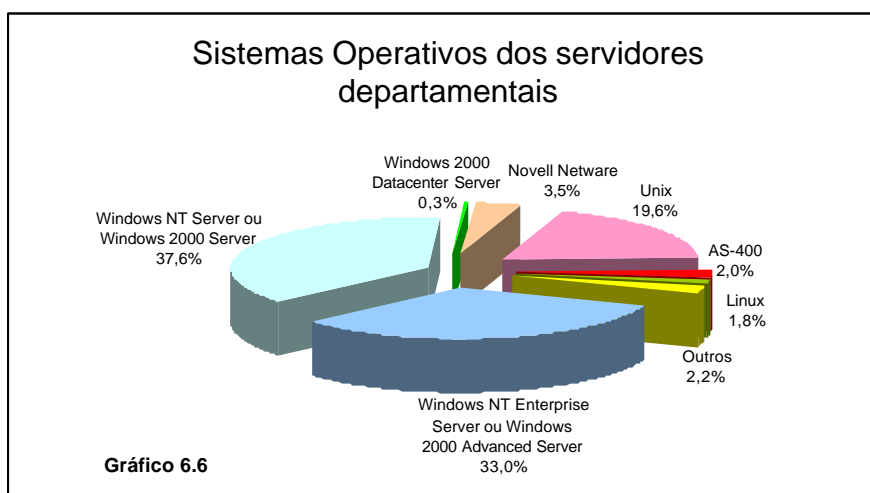 Sistemas Operativos dos servidores
departamentais
Windows 2000
Datacenter Server
0,3%
Novell Netware
3,5%
Unix
19,6%
Windows NT Server ou
Windows 2000 Server
37,6%
AS-400
2,0%
Linux
1,8%
Outros
2,2%
Windows NT Enterprise
Server ou Windows
2000 Advanced Server
33,0%
Gráfico 6.6